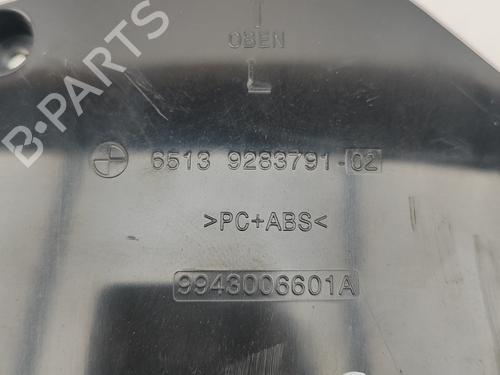 OBEN
L
6513 9283791-02
>PC+ABS<
9943006601A
B-PARTS